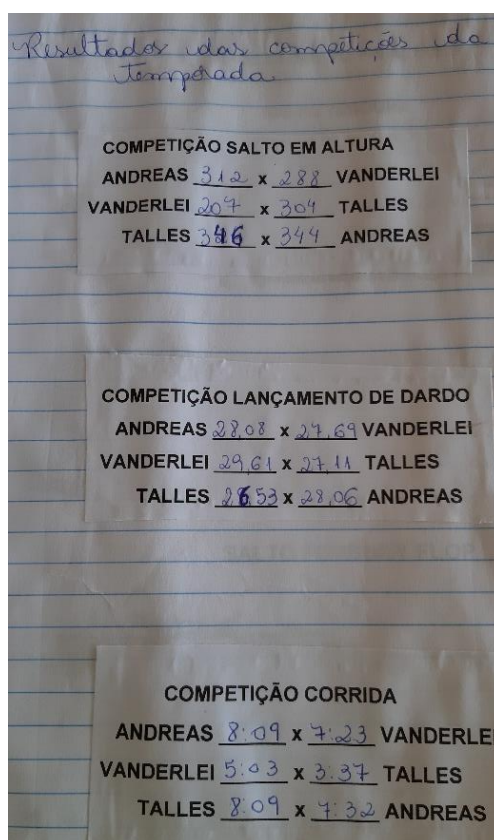 Resultados das competições da
temporada
COMPETIÇÃO SALTO EM ALTURA
ANDREAS 312 x 288 VANDERLEI
VANDERLEI 207 x 304 TALLES
TALLES 346 x 344 ANDREAS
COMPETIÇÃO LANÇAMENTO DE DARDO
ANDREAS 28,08 x 27,69 VANDERLEI
VANDERLEI 29,61 x 27,11 TALLES
TALLES 26,53 x 28,06 ANDREAS
COMPETIÇÃO CORRIDA
ANDREAS 8:09 x 7:23 VANDERLE
VANDERLEI 5:03 x 3:37 TALLES
TALLES 8:09 x 7:32 ANDREAS